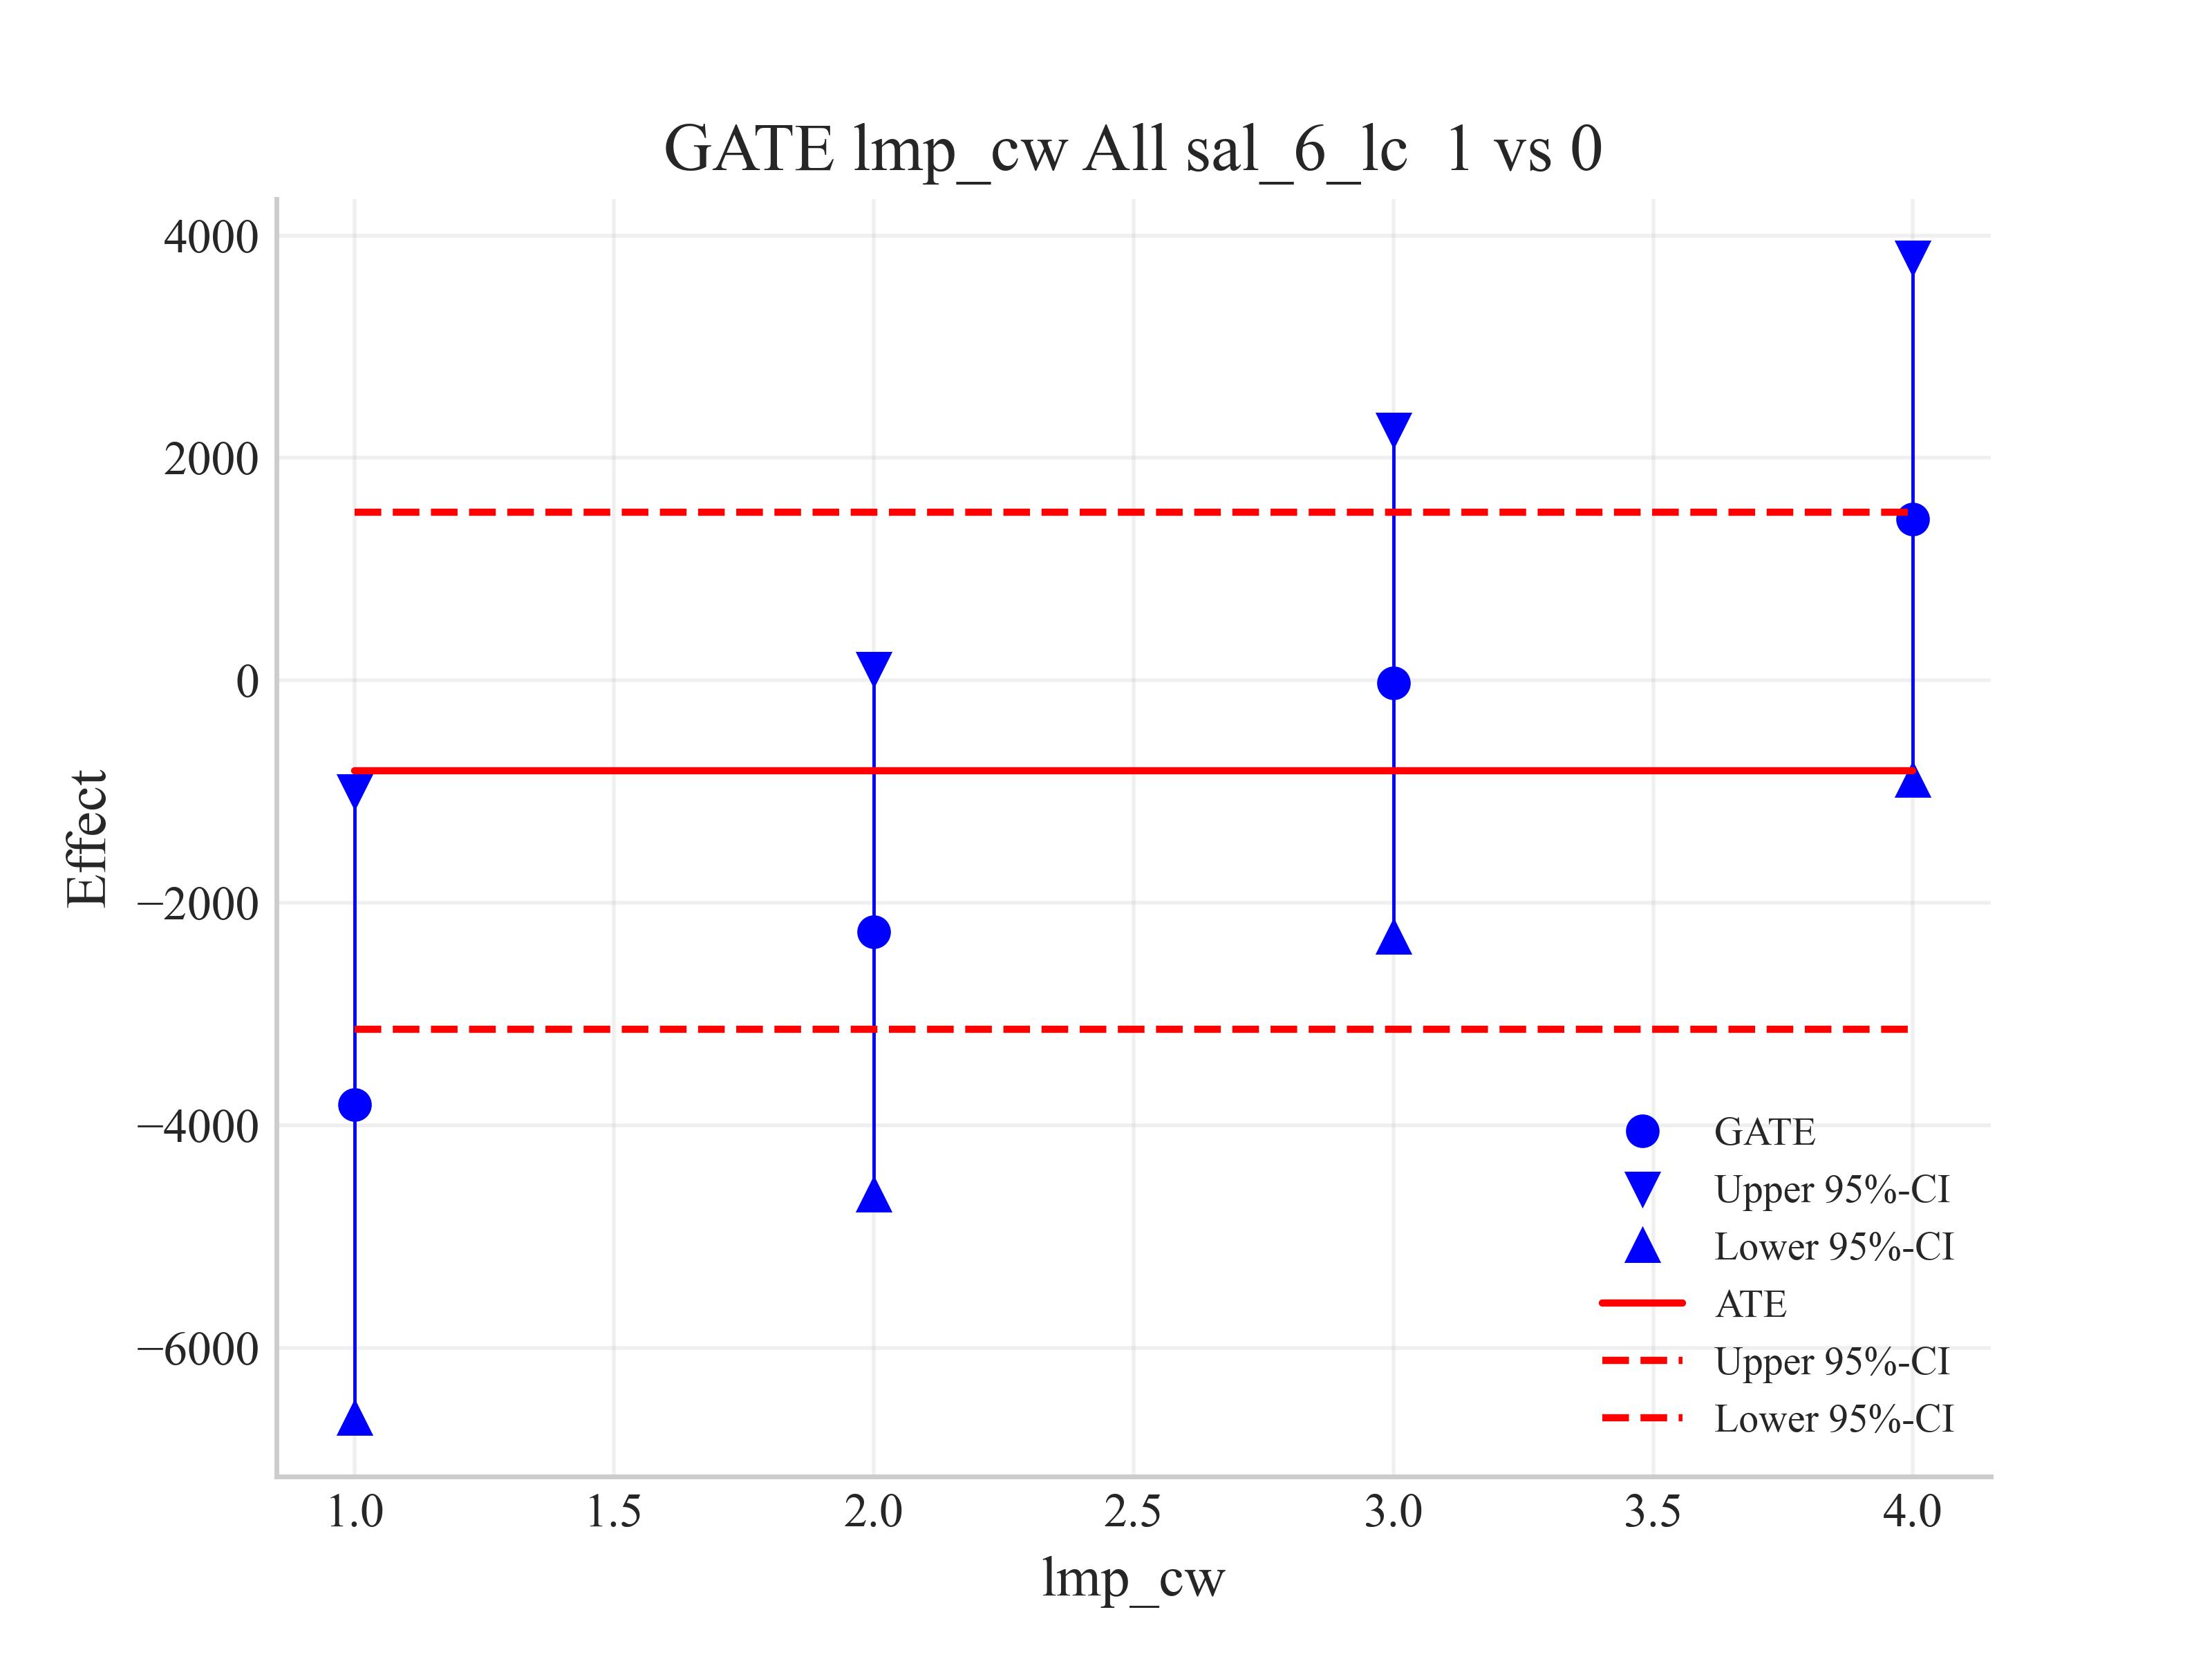 GATE lmp_cw All sal_6_lc  1 vs 0
4000
2000
0
−2000
−4000
−6000
Effect
GATE
Upper 95%-CI
Lower 95%-CI
ATE
Upper 95%-CI
Lower 95%-CI
1.0 1.5 2.0 2.5 3.0 3.5 4.0
lmp_cw